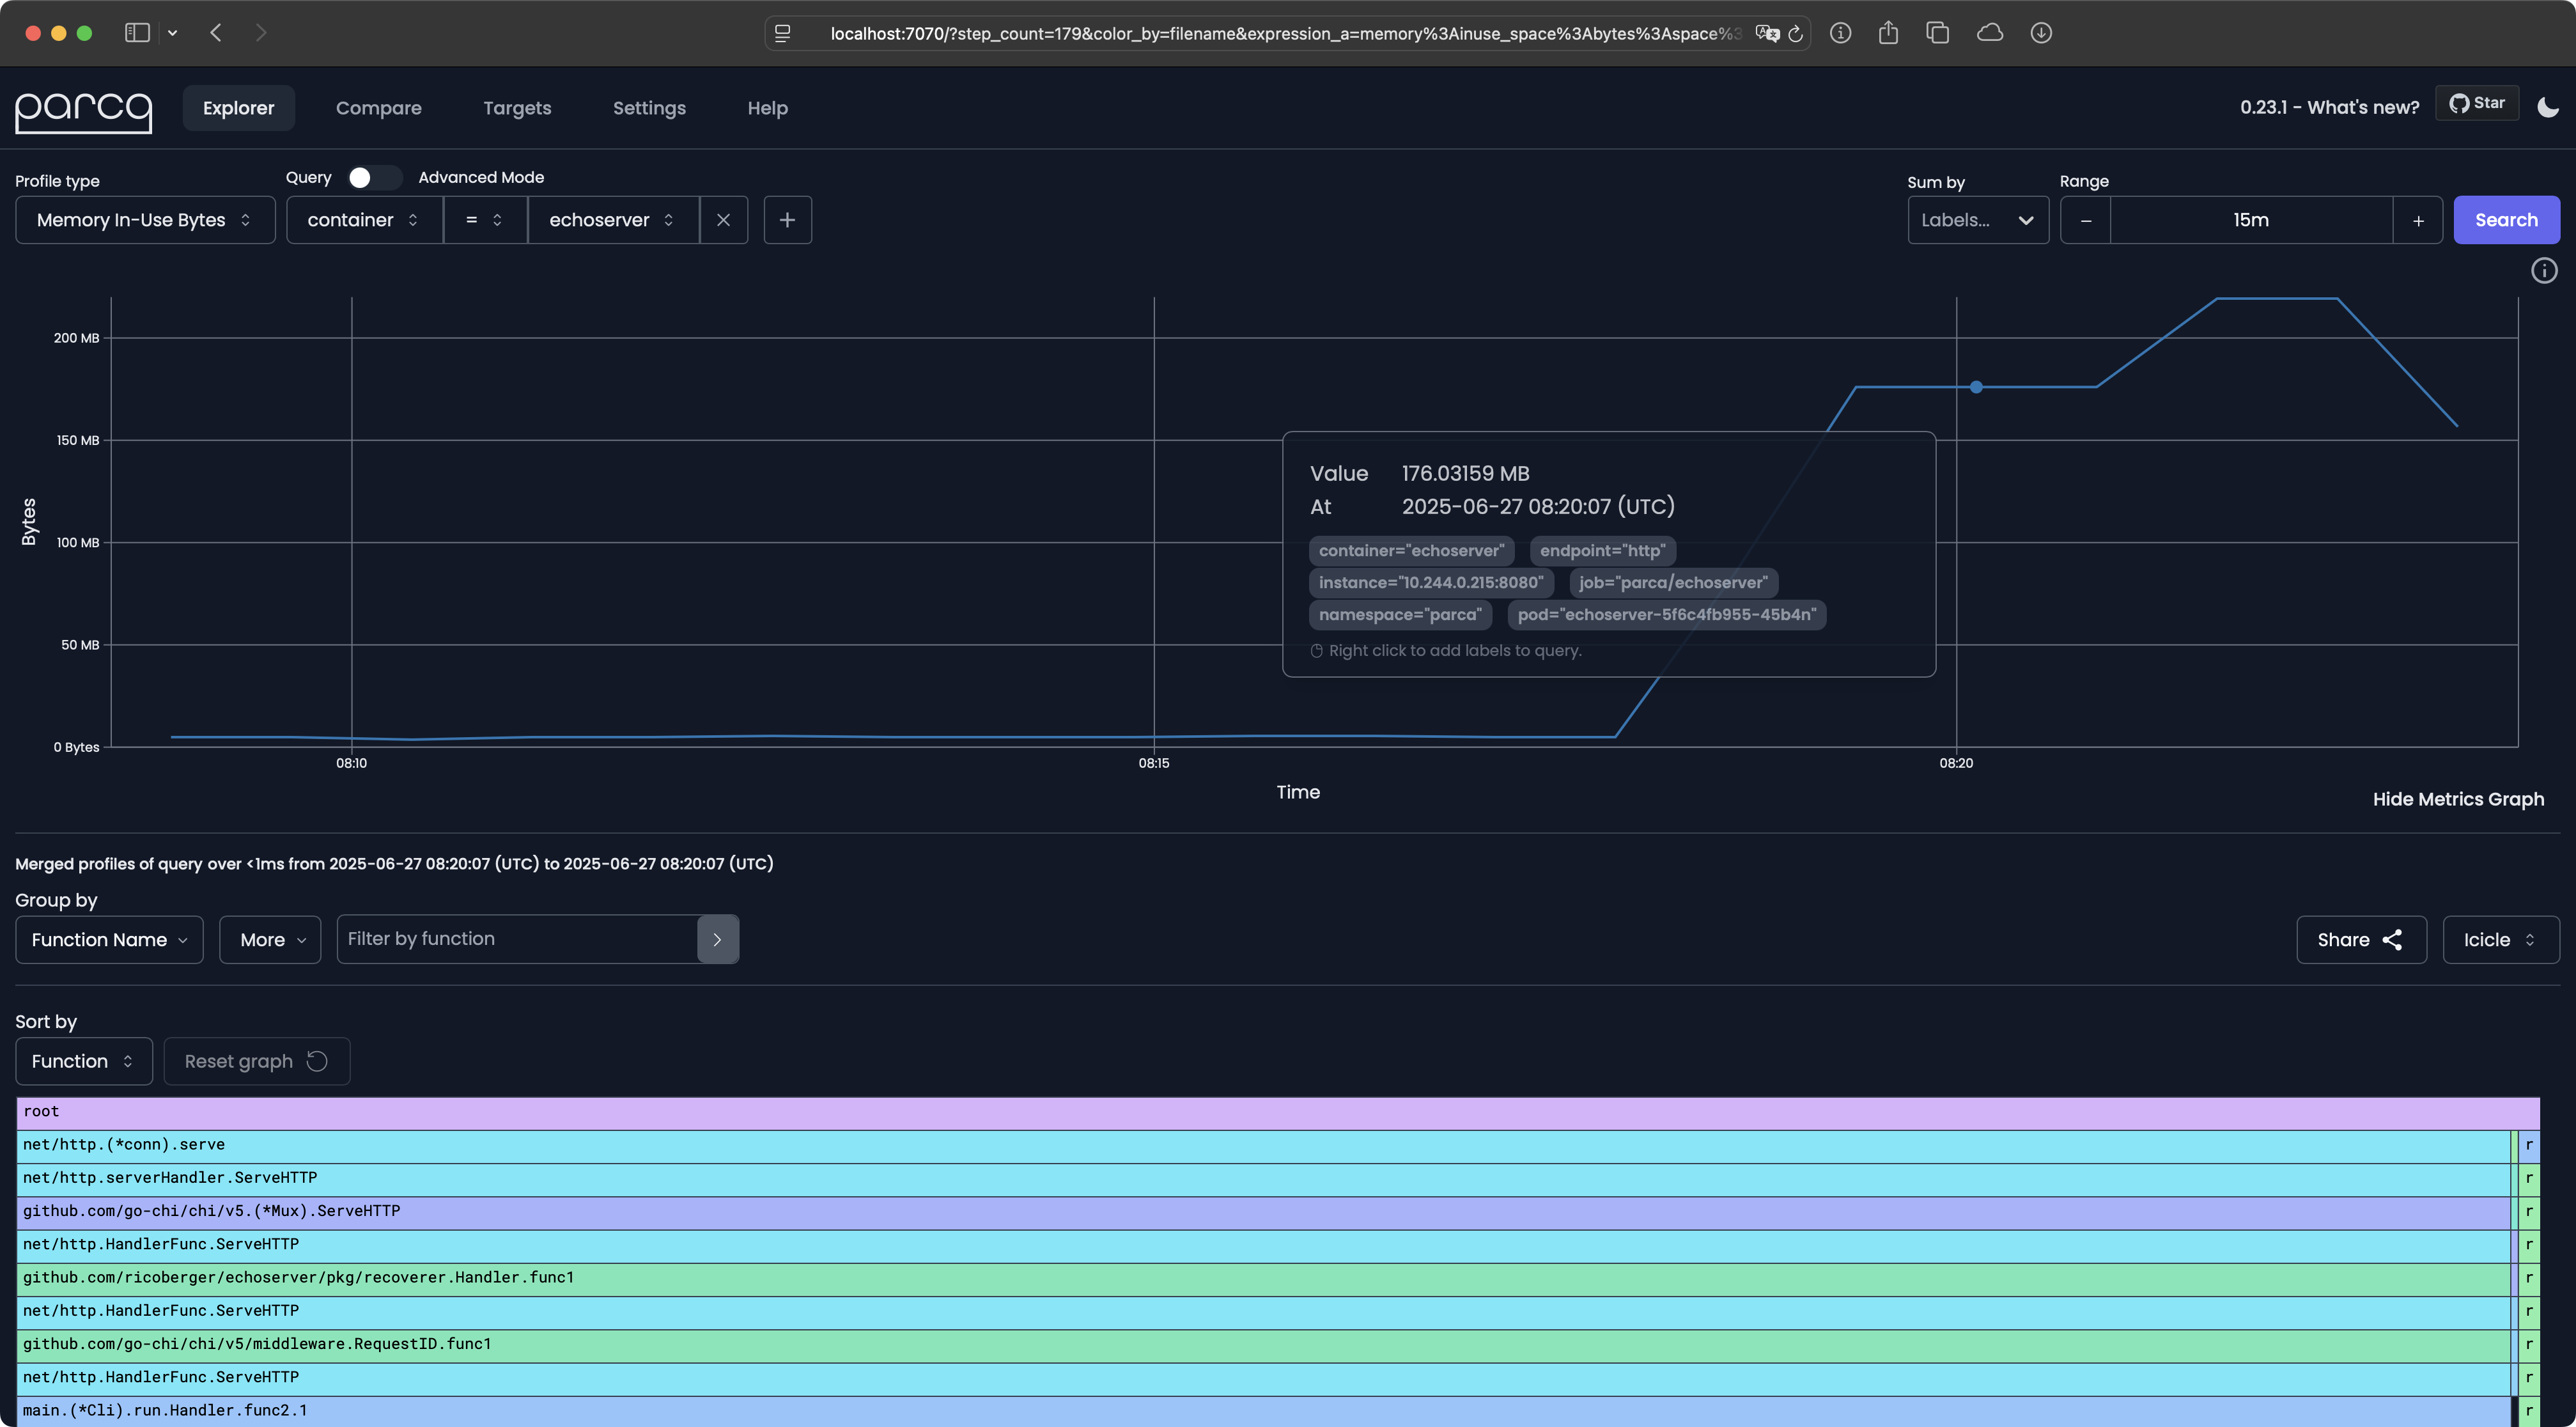 localhost:7070/?step_count=179&color_by=filename&expression_a=memory%3Ainuse_space%3Abytes%3Aspace%3
parca
Explorer Compare Targets Settings Help
0.23.1 - What's new? Star
Profile type
Query Advanced Mode
Sum by Range
Memory In-Use Bytes container = echoserver
Labels... − 15m + Search
200 MB
150 MB
100 MB
50 MB
0 Bytes
Bytes
Value 176.03159 MB
At 2025-06-27 08:20:07 (UTC)
container="echoserver" endpoint="http"
instance="10.244.0.215:8080" job="parca/echoserver"
namespace="parca" pod="echoserver-5f6c4fb955-45b4n"
Right click to add labels to query.
08:10 08:15 08:20
Time
Hide Metrics Graph
Merged profiles of query over <1ms from 2025-06-27 08:20:07 (UTC) to 2025-06-27 08:20:07 (UTC)
Group by
Function Name More Filter by function Share Icicle
Sort by
Function Reset graph
root
net/http.(*conn).serve r
net/http.serverHandler.ServeHTTP r
github.com/go-chi/chi/v5.(*Mux).ServeHTTP r
net/http.HandlerFunc.ServeHTTP r
github.com/ricoberger/echoserver/pkg/recoverer.Handler.func1 r
net/http.HandlerFunc.ServeHTTP r
github.com/go-chi/chi/v5/middleware.RequestID.func1 r
net/http.HandlerFunc.ServeHTTP r
main.(*Cli).run.Handler.func2.1 r